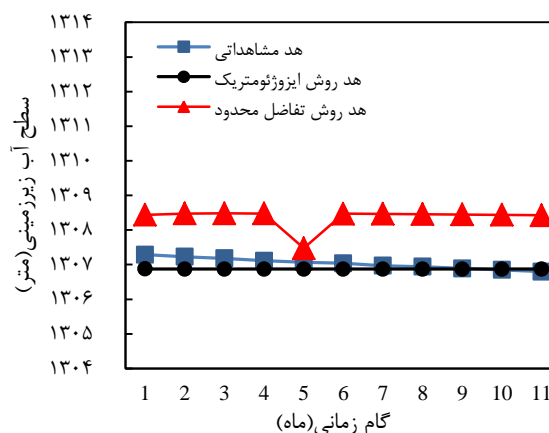 هد مشاهداتی
هد روش ایزوژئومتریک
هد روش تفاضل محدود
سطح آب زیرزمینی(متر)
۱۳۱۴
۱۳۱۳
۱۳۱۲
۱۳۱۱
۱۳۱۰
۱۳۰۹
۱۳۰۸
۱۳۰۷
۱۳۰۶
۱۳۰۵
۱۳۰۴
1 2 3 4 5 6 7 8 9 10 11
گام زمانی(ماه)